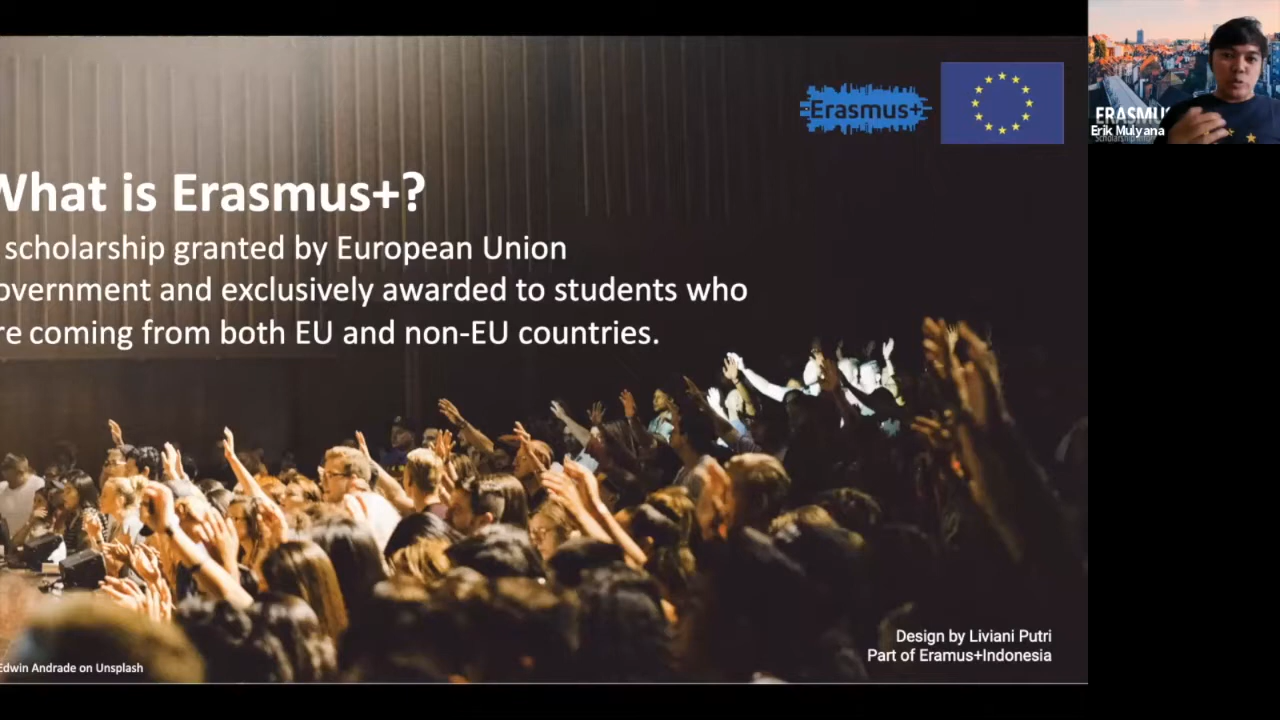 What is Erasmus+?
scholarship granted by European Union
overnment and exclusively awarded to students who
re coming from both EU and non-EU countries.
Erasmus+
ERASMUS
Erik Mulyana
Edwin Andrade on Unsplash
Design by Liviani Putri
Part of Eramus+Indonesia